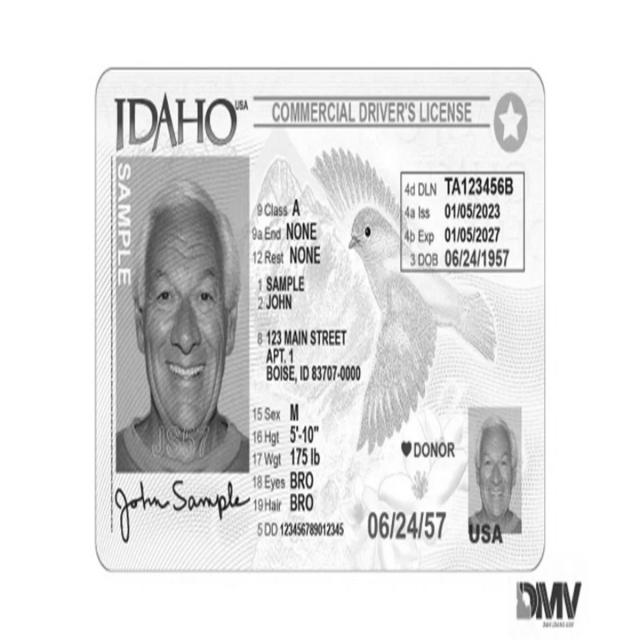 IDAHO USA
COMMERCIAL DRIVER'S LICENSE
SAMPLE
4d DLN TA123456B
4a Iss 01/05/2023
4b Exp 01/05/2027
3 DOB 06/24/1957
9 Class A
9a End NONE
12 Rest NONE
1 SAMPLE
2 JOHN
8 123 MAIN STREET
APT. 1
BOISE, ID 83707-0000
15 Sex M
16 Hgt 5'-10"
17 Wgt 175 lb
18 Eyes BRO
19 Hair BRO
5 DD 123456789012345
DONOR
06/24/57
USA
JS57
John Sample
DMV